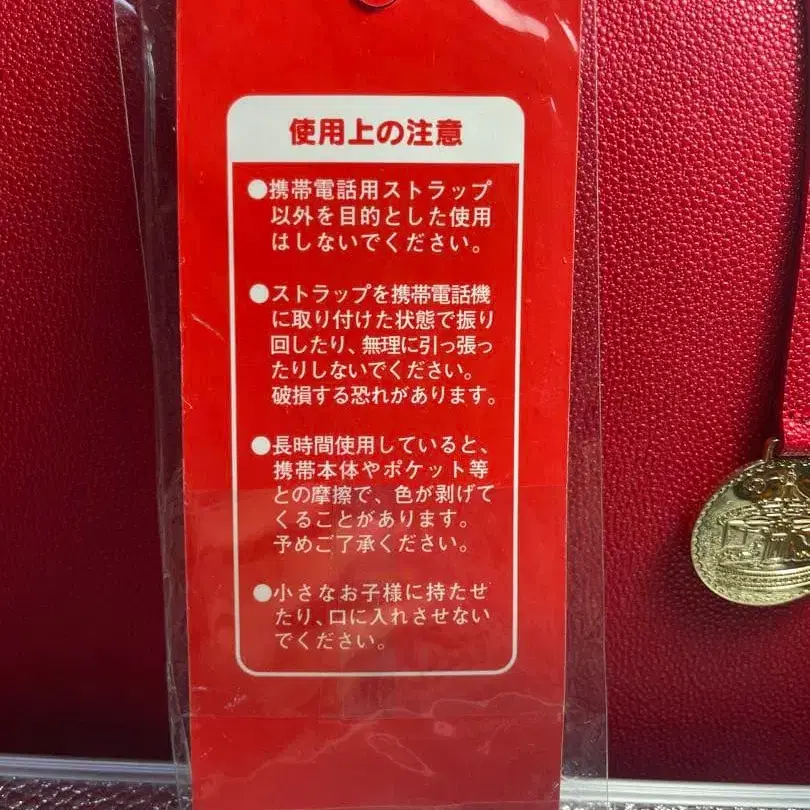 使用上の注意
●携帯電話用ストラップ
以外を目的とした使用
はしないでください。
●ストラップを携帯電話機
に取り付けた状態で振り
回したり、無理に引っ張っ
たりしないでください。
破損する恐れがあります。
●長時間使用していると、
携帯本体やポケット等
との摩擦で、色が剥げて
くることがあります。
予めご了承ください。
●小さなお子様に持たせ
たり、口に入れさせない
でください。